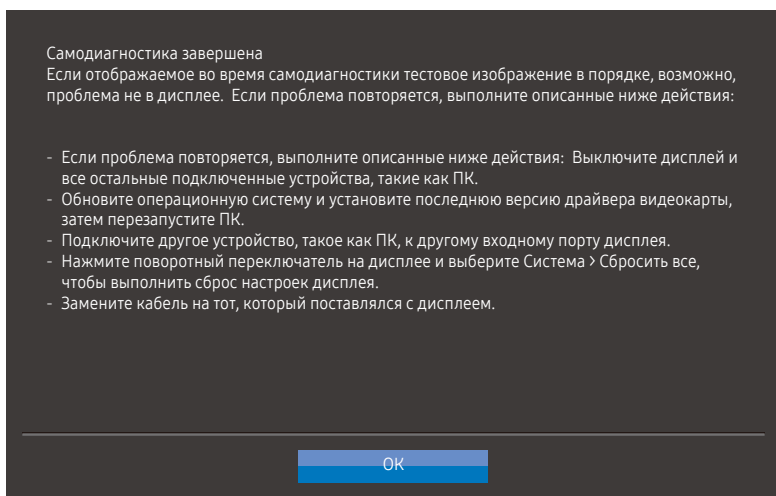 Самодиагностика завершена
Если отображаемое во время самодиагностики тестовое изображение в порядке, возможно,
проблема не в дисплее. Если проблема повторяется, выполните описанные ниже действия:
- Если проблема повторяется, выполните описанные ниже действия: Выключите дисплей и
все остальные подключенные устройства, такие как ПК.
- Обновите операционную систему и установите последнюю версию драйвера видеокарты,
затем перезапустите ПК.
- Подключите другое устройство, такое как ПК, к другому входному порту дисплея.
- Нажмите поворотный переключатель на дисплее и выберите Система > Сбросить все,
чтобы выполнить сброс настроек дисплея.
- Замените кабель на тот, который поставлялся с дисплеем.
ОК